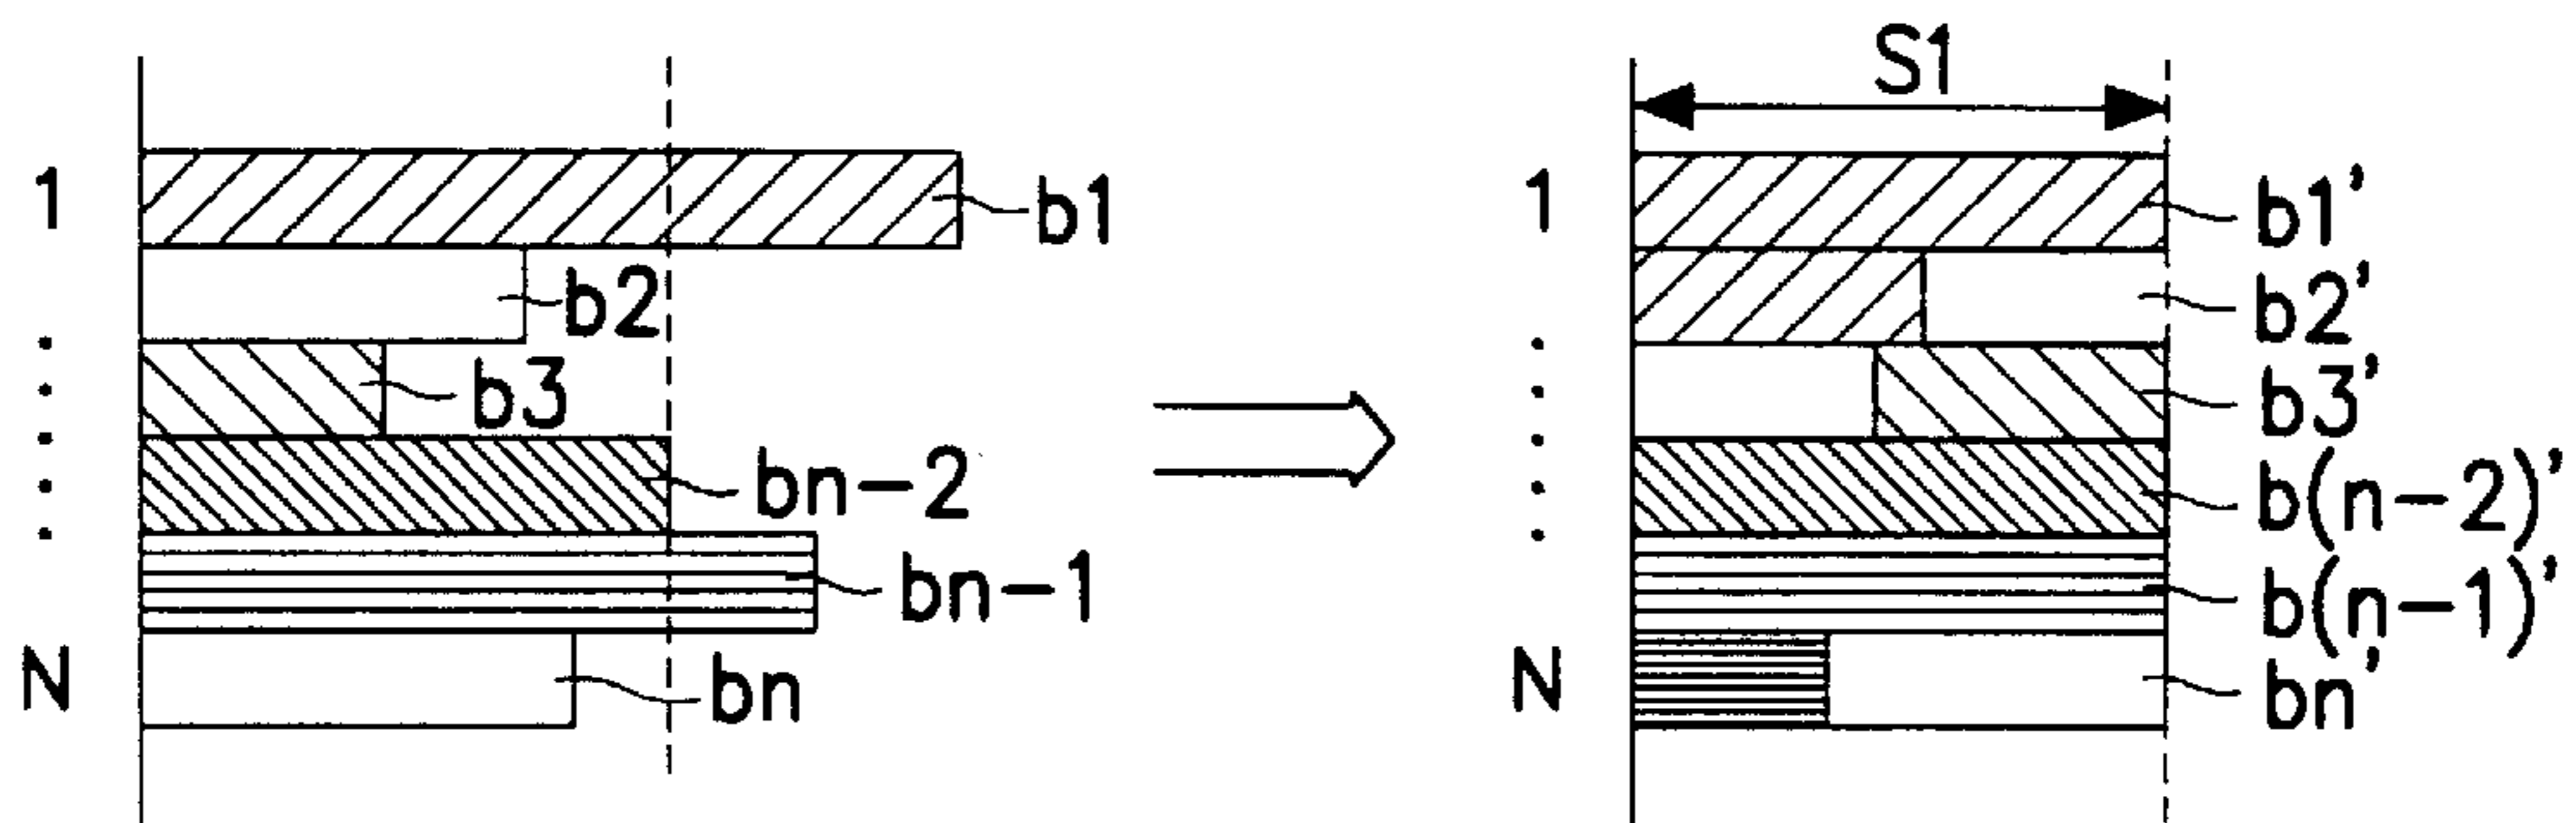 S1
1
b1
b2
b3
bn-2
bn-1
N
bn
1
b1'
b2'
b3'
b(n-2)'
b(n-1)'
N
bn'